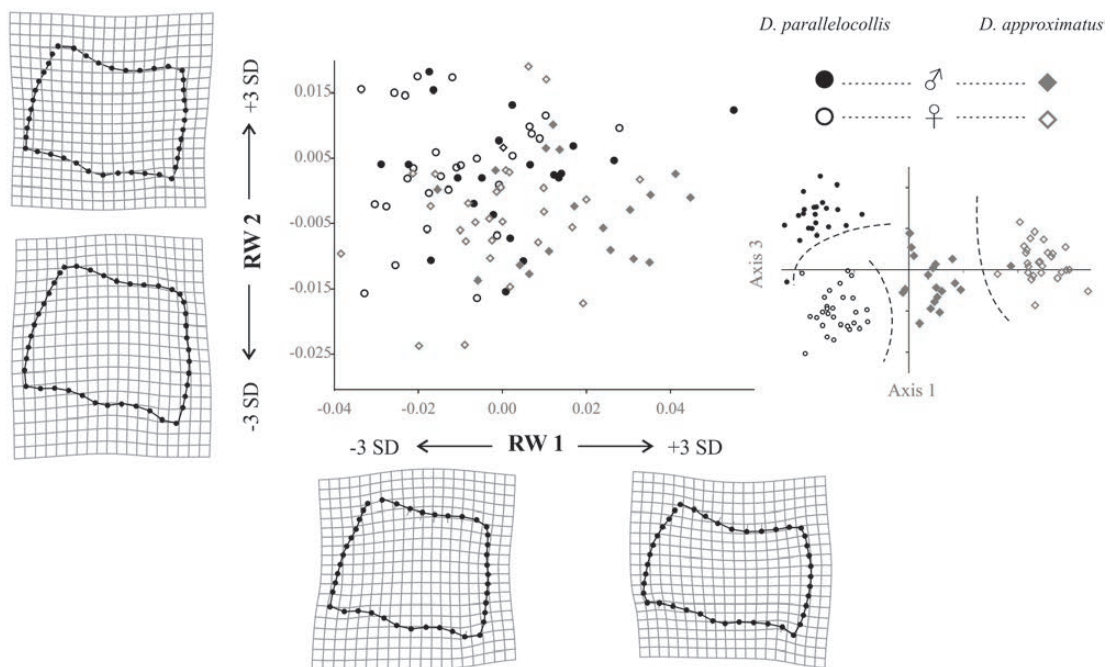 D. parallelocollis D. approximatus
♂
♀
+3 SD
RW 2
-3 SD
0.015
0.005
-0.005
-0.015
-0.025
-0.04 -0.02 0.00 0.02 0.04
-3 SD RW 1 +3 SD
Axis 3
Axis 1